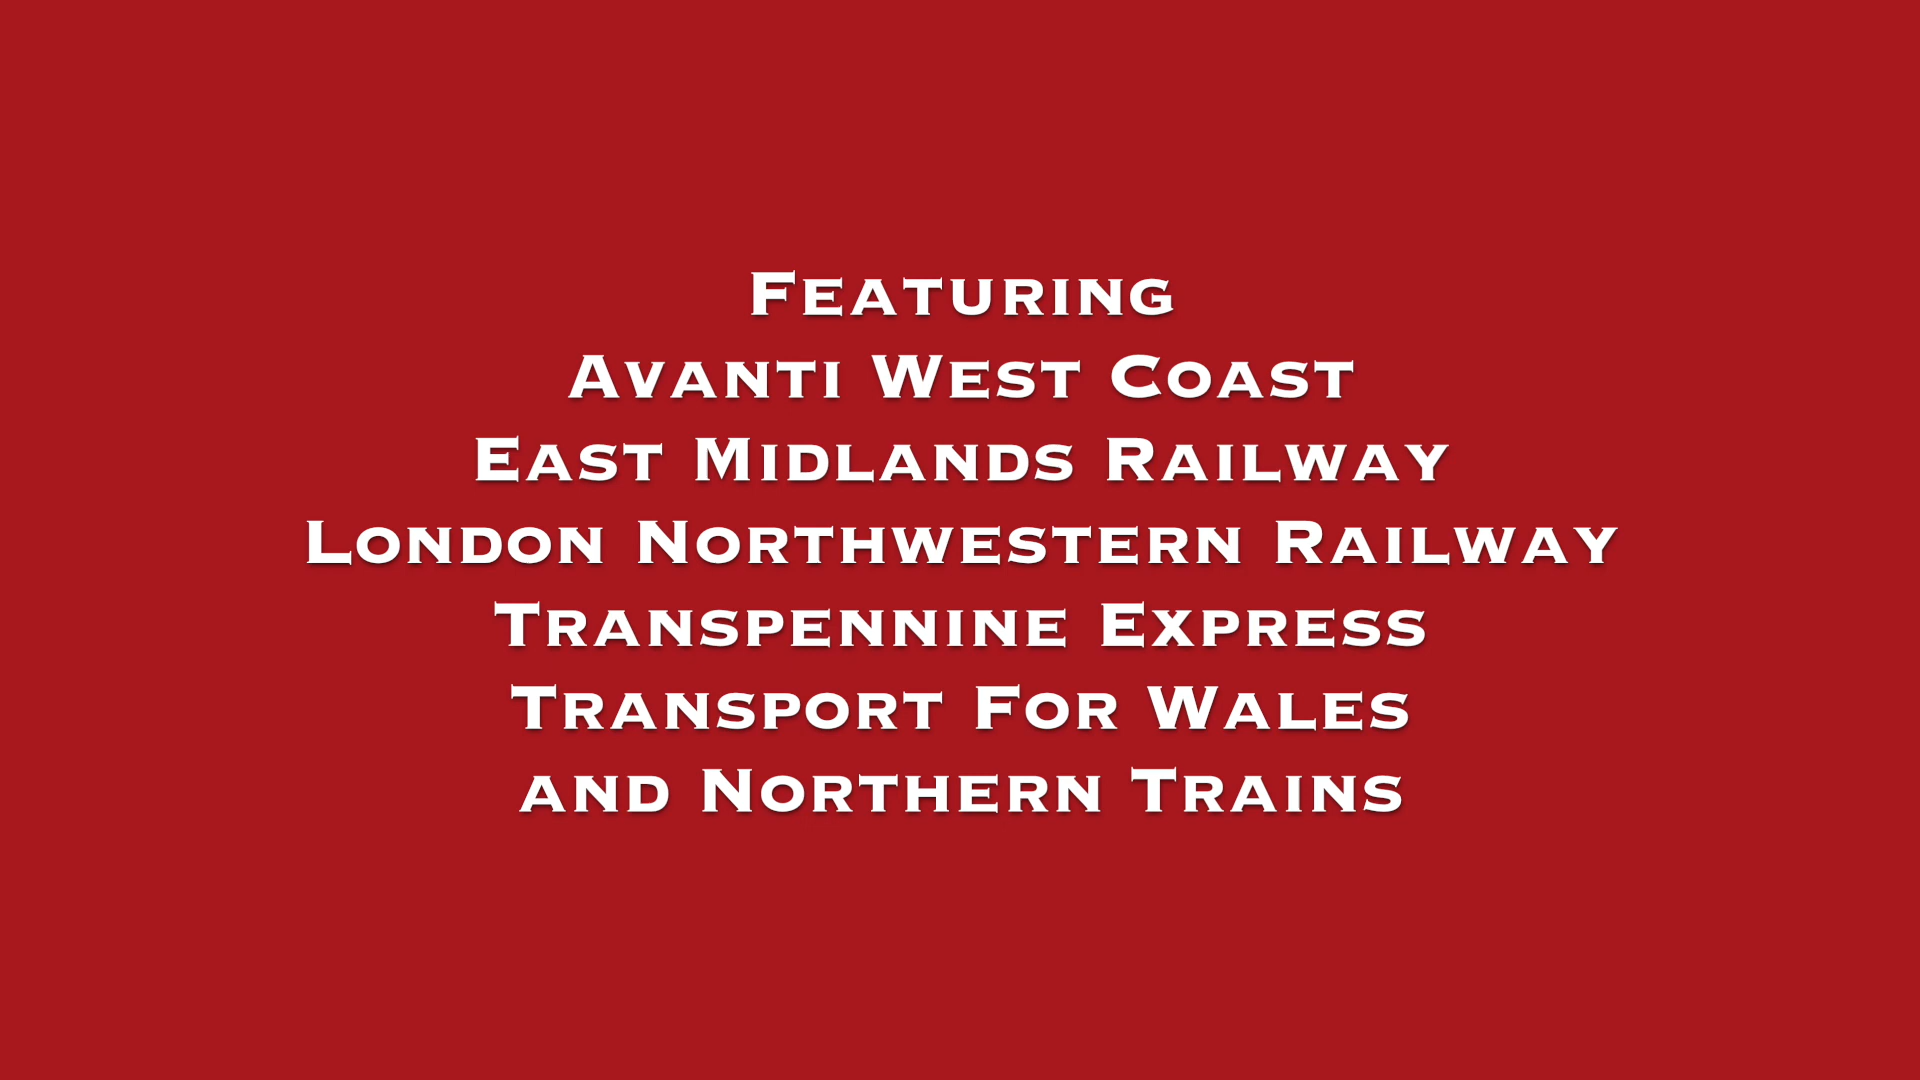 Featuring
Avanti West Coast
East Midlands Railway
London Northwestern Railway
Transpennine Express
Transport For Wales
and Northern Trains